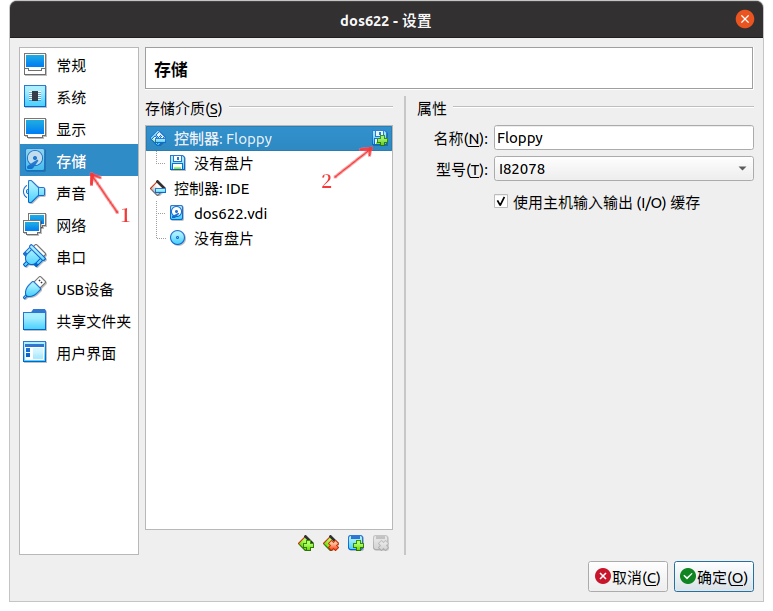 dos622 - 设置
常规
系统
显示
存储
声音
网络
串口
USB设备
共享文件夹
用户界面
存储
存储介质(S)
控制器: Floppy
没有盘片
控制器: IDE
dos622.vdi
没有盘片
1
2
属性
名称(N): Floppy
型号(T): I82078
使用主机输入输出 (I/O) 缓存
取消(C)
确定(O)